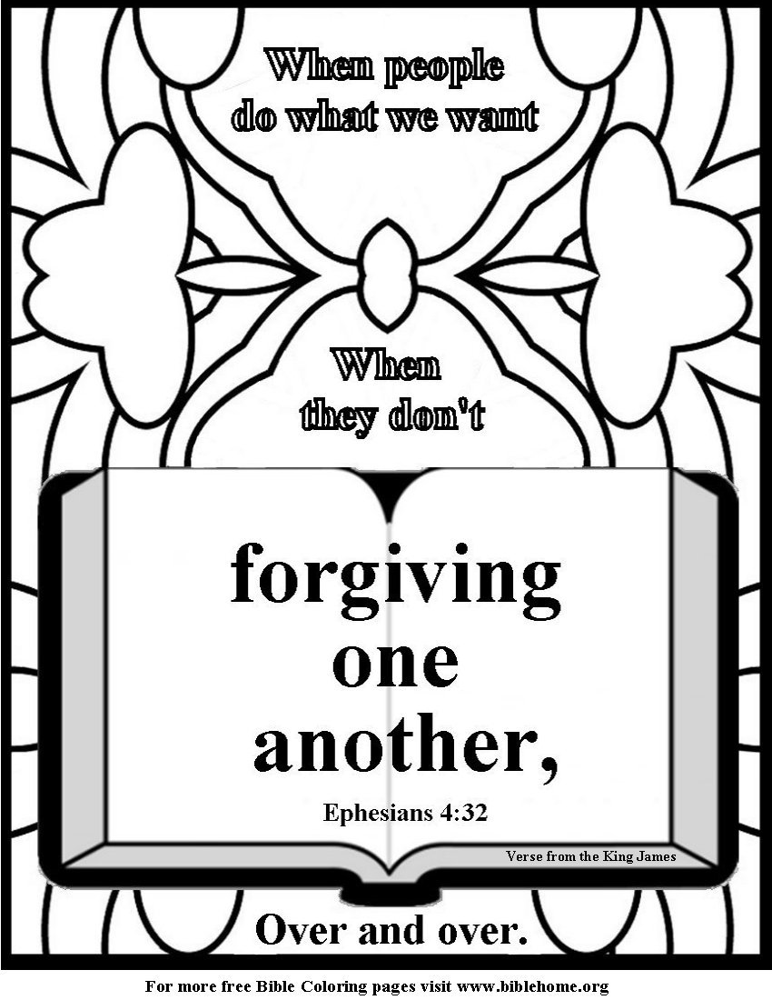 When people
do what we want
When
they don't
forgiving
one
another,
Ephesians 4:32
Verse from the King James
Over and over.
For more free Bible Coloring pages visit www.biblehome.org